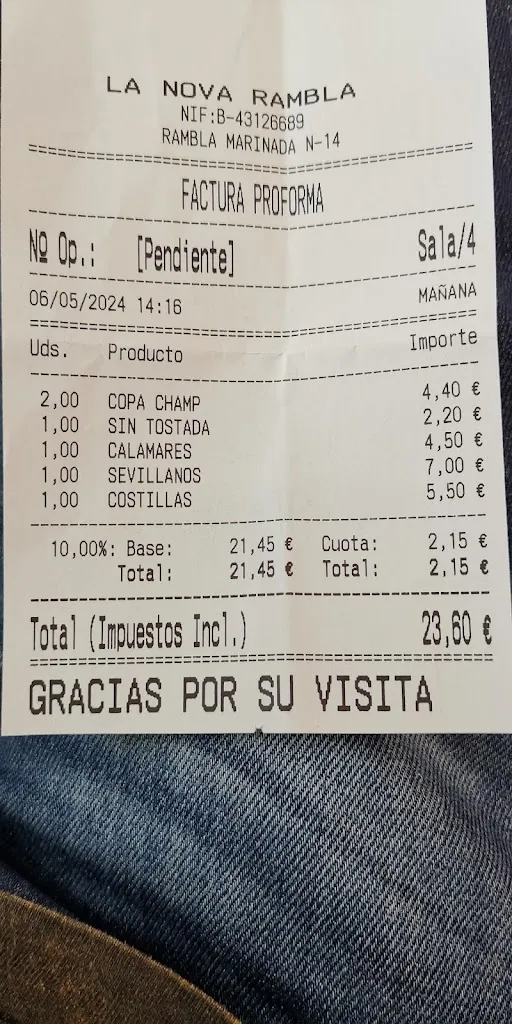 LA NOVA RAMBLA
NIF:B-43126689
RAMBLA MARINADA N-14
FACTURA PROFORMA
Nº Op.: [Pendiente] Sala/4
06/05/2024 14:16 MAÑANA
Uds. Producto Importe
2,00 COPA CHAMP 4,40 €
1,00 SIN TOSTADA 2,20 €
1,00 CALAMARES 4,50 €
1,00 SEVILLANOS 7,00 €
1,00 COSTILLAS 5,50 €
10,00%: Base: 21,45 € Cuota: 2,15 €
Total: 21,45 € Total: 2,15 €
Total (Impuestos Incl.) 23,60 €
GRACIAS POR SU VISITA